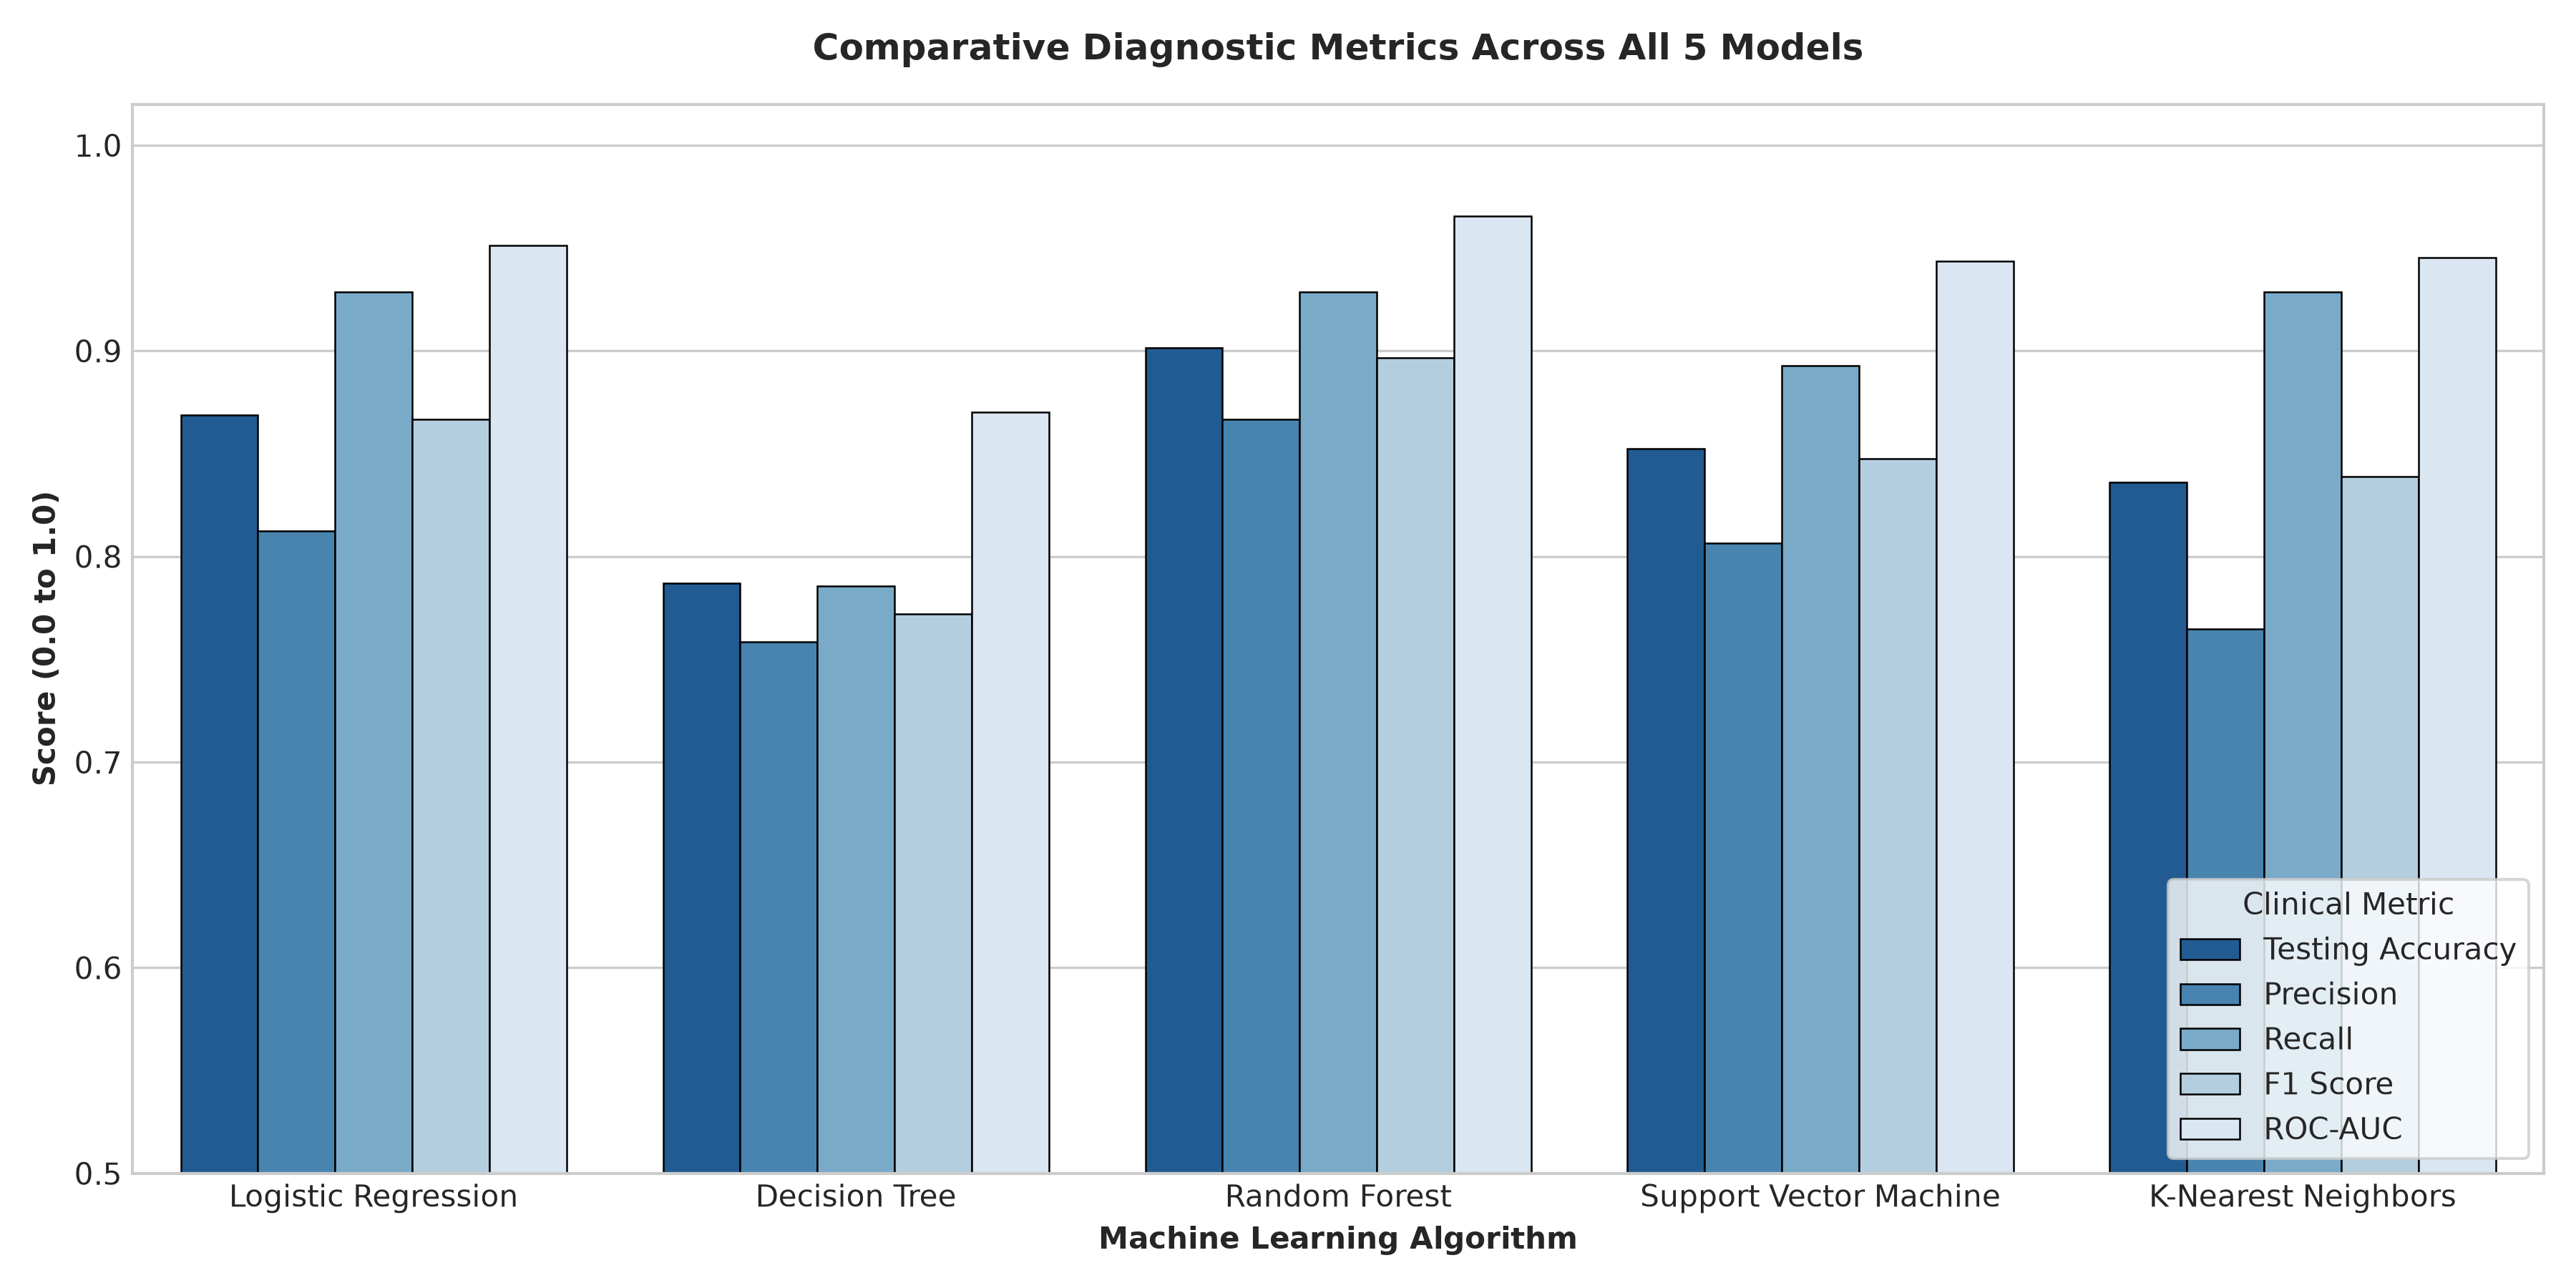 Comparative Diagnostic Metrics Across All 5 Models
Score (0.0 to 1.0)
1.0
0.9
0.8
0.7
0.6
0.5
Clinical Metric
Testing Accuracy
Precision
Recall
F1 Score
ROC-AUC
Logistic Regression
Decision Tree
Random Forest
Support Vector Machine
K-Nearest Neighbors
Machine Learning Algorithm